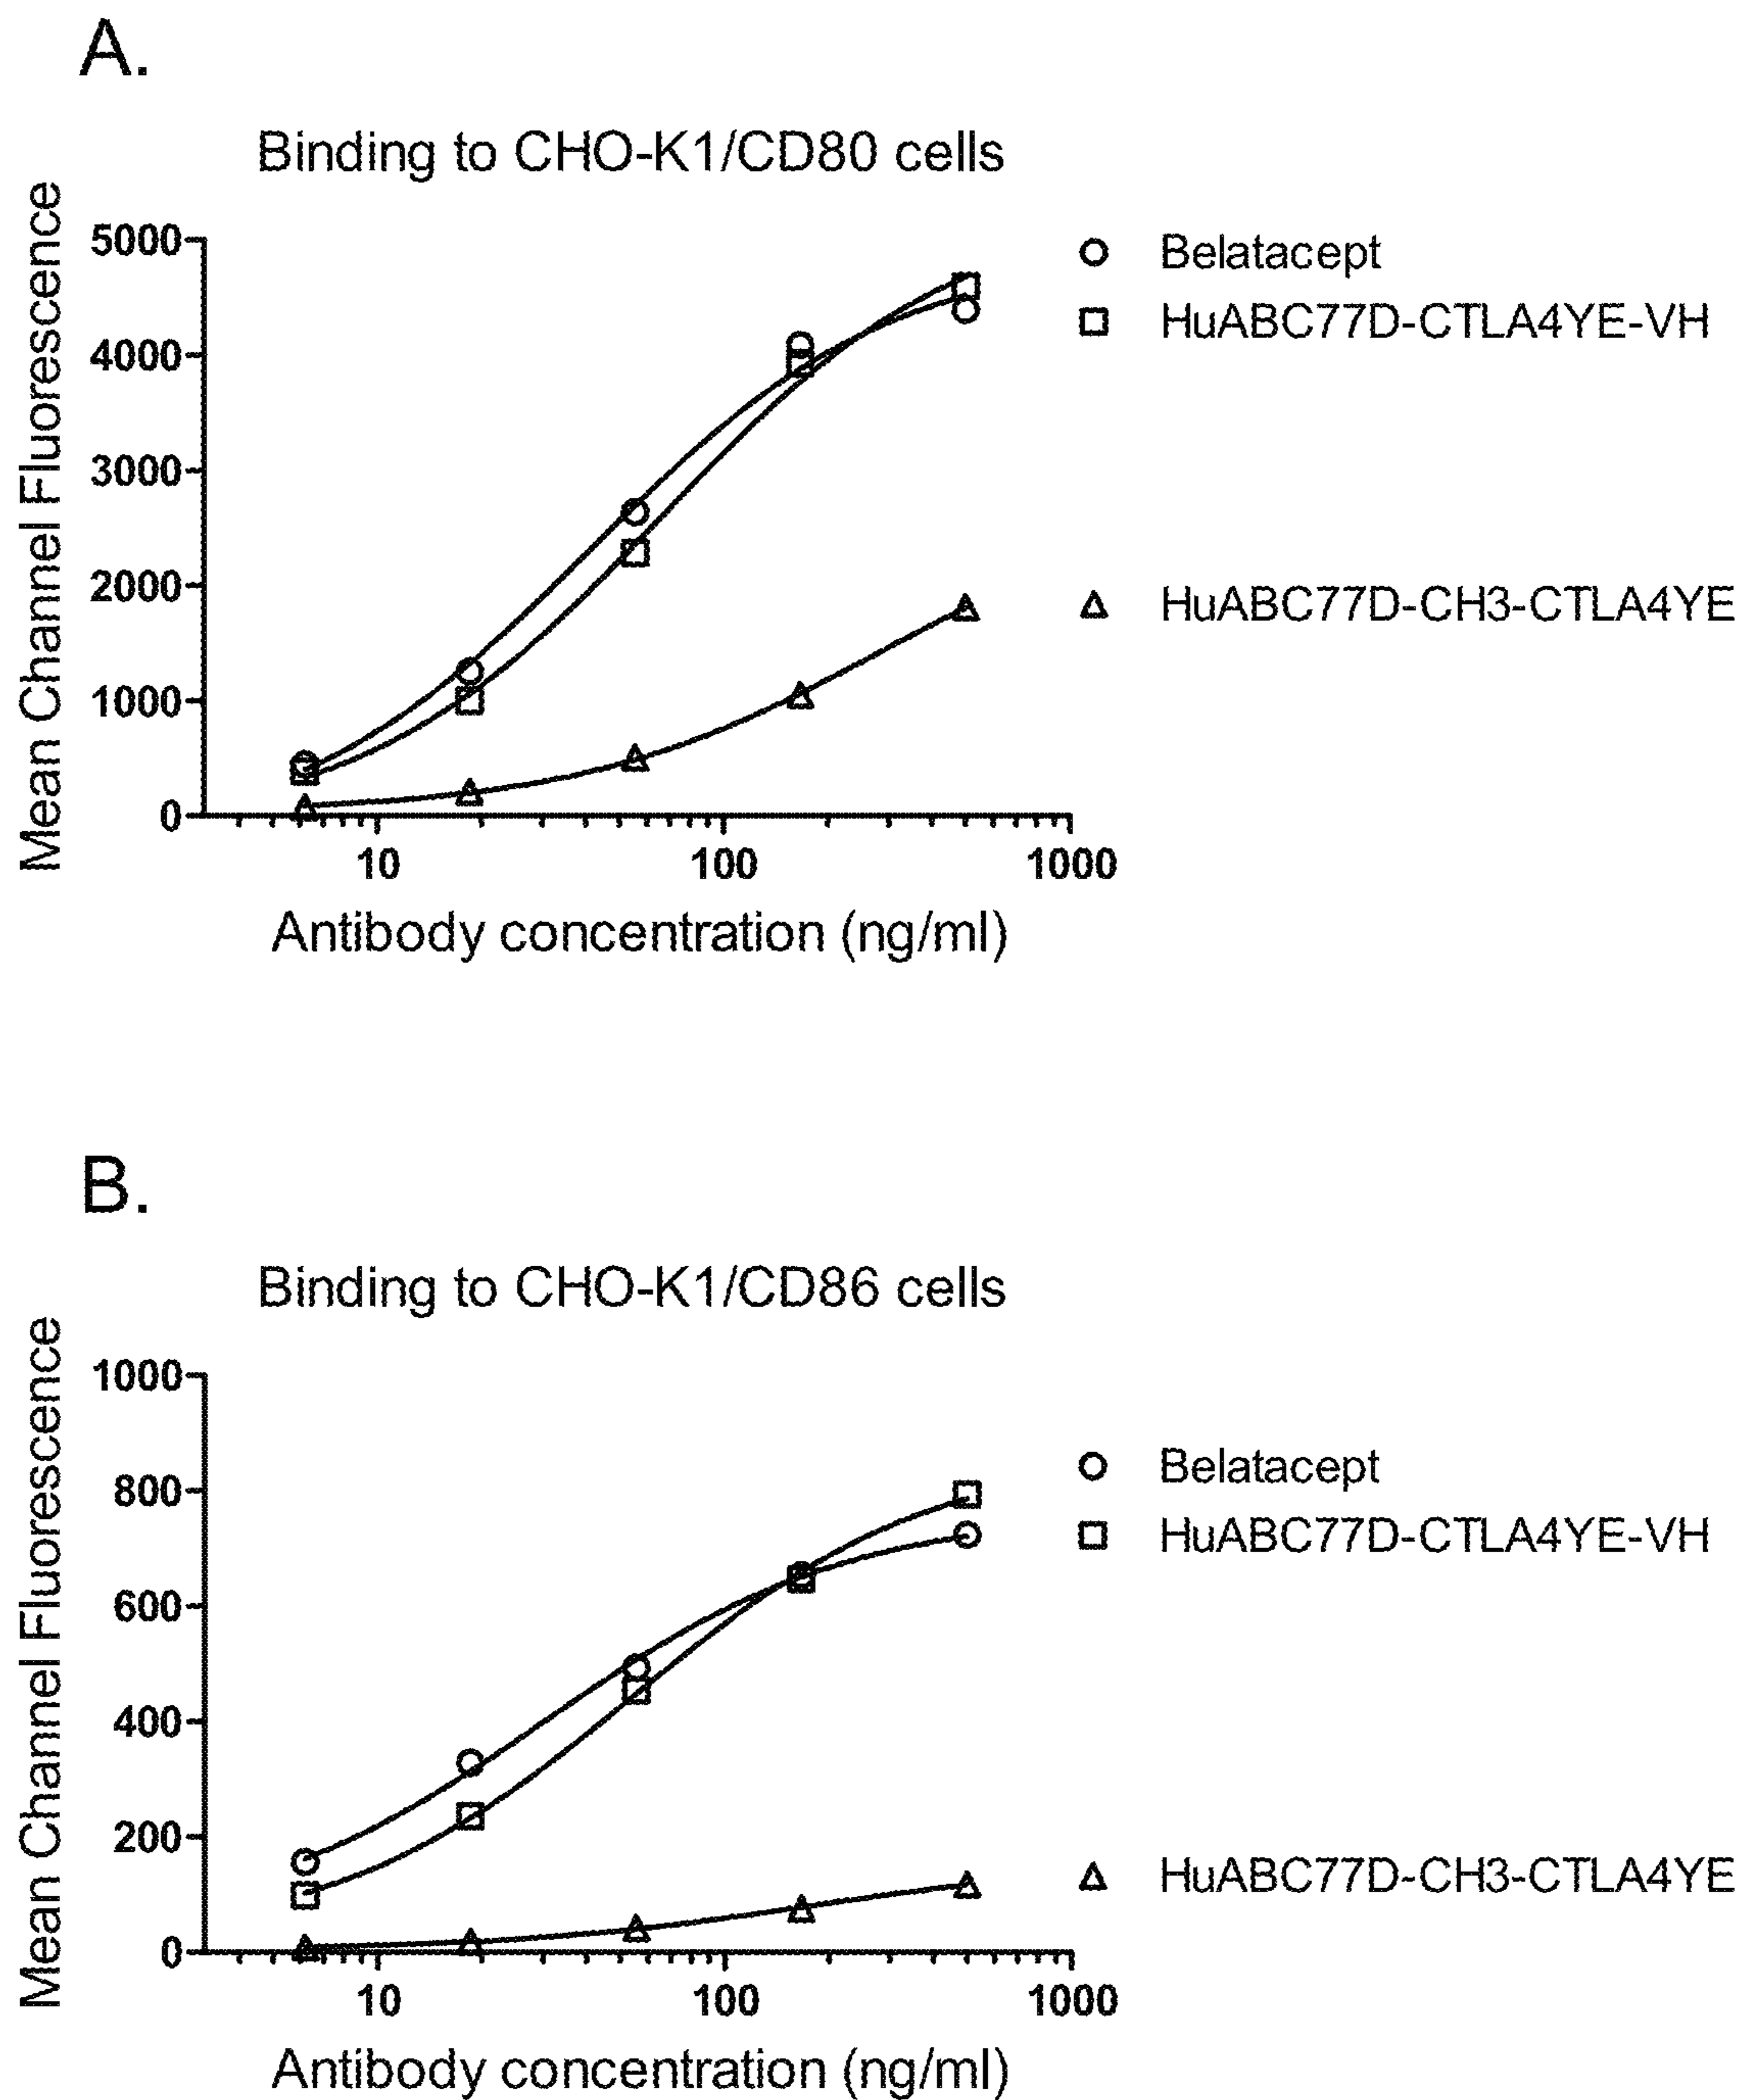 A.
Binding to CHO-K1/CD80 cells
Mean Channel Fluorescence
5000
4000
3000
2000
1000
0
10
100
1000
Antibody concentration (ng/ml)
Belatacept
HuABC77D-CTLA4YE-VH
HuABC77D-CH3-CTLA4YE
B.
Binding to CHO-K1/CD86 cells
Mean Channel Fluorescence
1000
800
600
400
200
0
10
100
1000
Antibody concentration (ng/ml)
Belatacept
HuABC77D-CTLA4YE-VH
HuABC77D-CH3-CTLA4YE